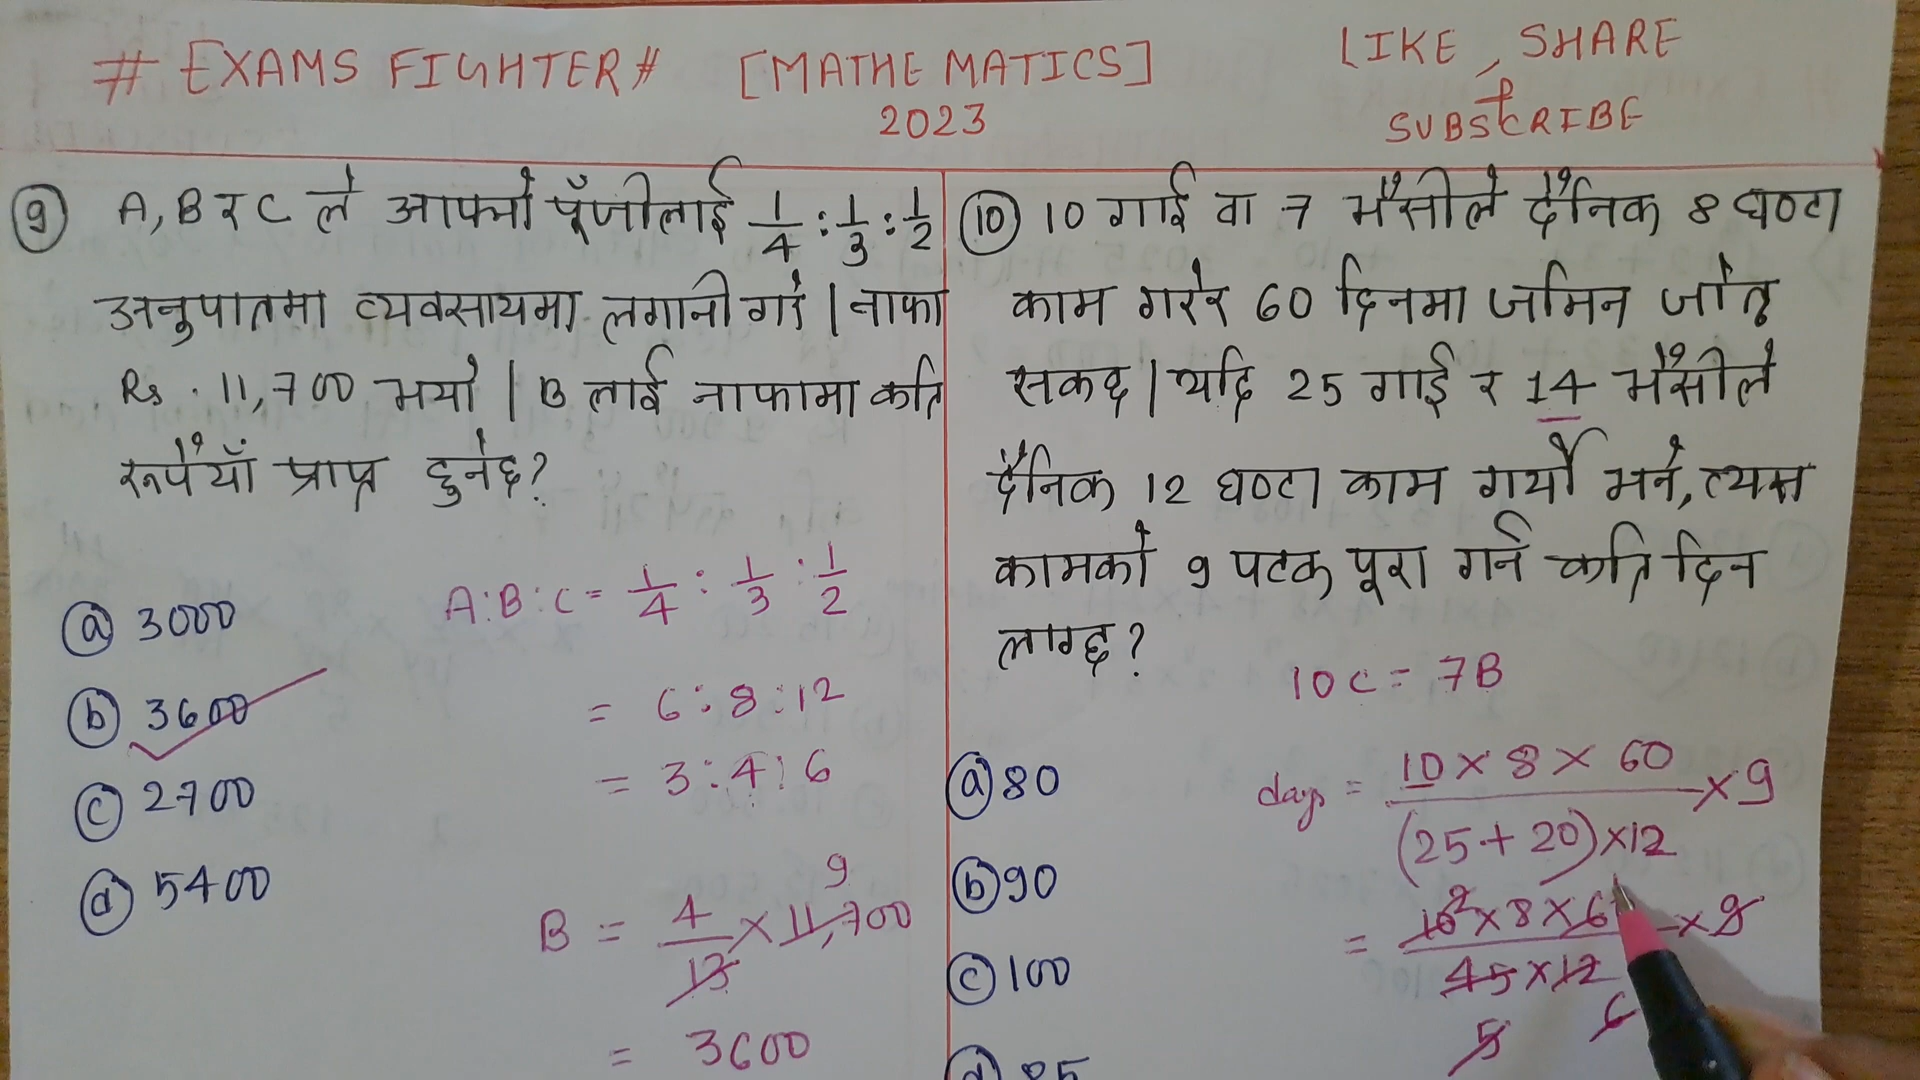 # EXAMS FIGHTER # [MATHEMATICS] LIKE, SHARE
2023 & SUBSCRIBE
9 A, B र C ले आफ्नो पूँजीलाई 1/4 : 1/3 : 1/2
अनुपातमा व्यवसायमा लगानी गरे | नाफा
Rs. 11,700 भयो | B लाई नाफामा कति
रूपैयाँ प्राप्त हुनेछ?
A:B:C = 1/4 : 1/3 : 1/2
= 6:8:12
= 3:4:6
(a) 3000
(b) 3600
(c) 2700
(d) 5400
B = 4/13 × 11,700
9
= 3600
10 10 गाई वा 7 भैंसीले दैनिक 8 घण्टा
काम गरेर 60 दिनमा जमिन जोत्न
सक्छ | यदि 25 गाई र 14 भैंसीले
दैनिक 12 घण्टा काम गर्यो भने, त्यस
कामको 9 पटक पूरा गर्न कति दिन
लाग्छ?
10C = 7B
days = 10 × 8 × 60 / (25 + 20) × 12 × 9
= 10 2 × 8 × 6 / 45 × 12 × 9
5 6
(a) 80
(b) 90
(c) 100
(d)